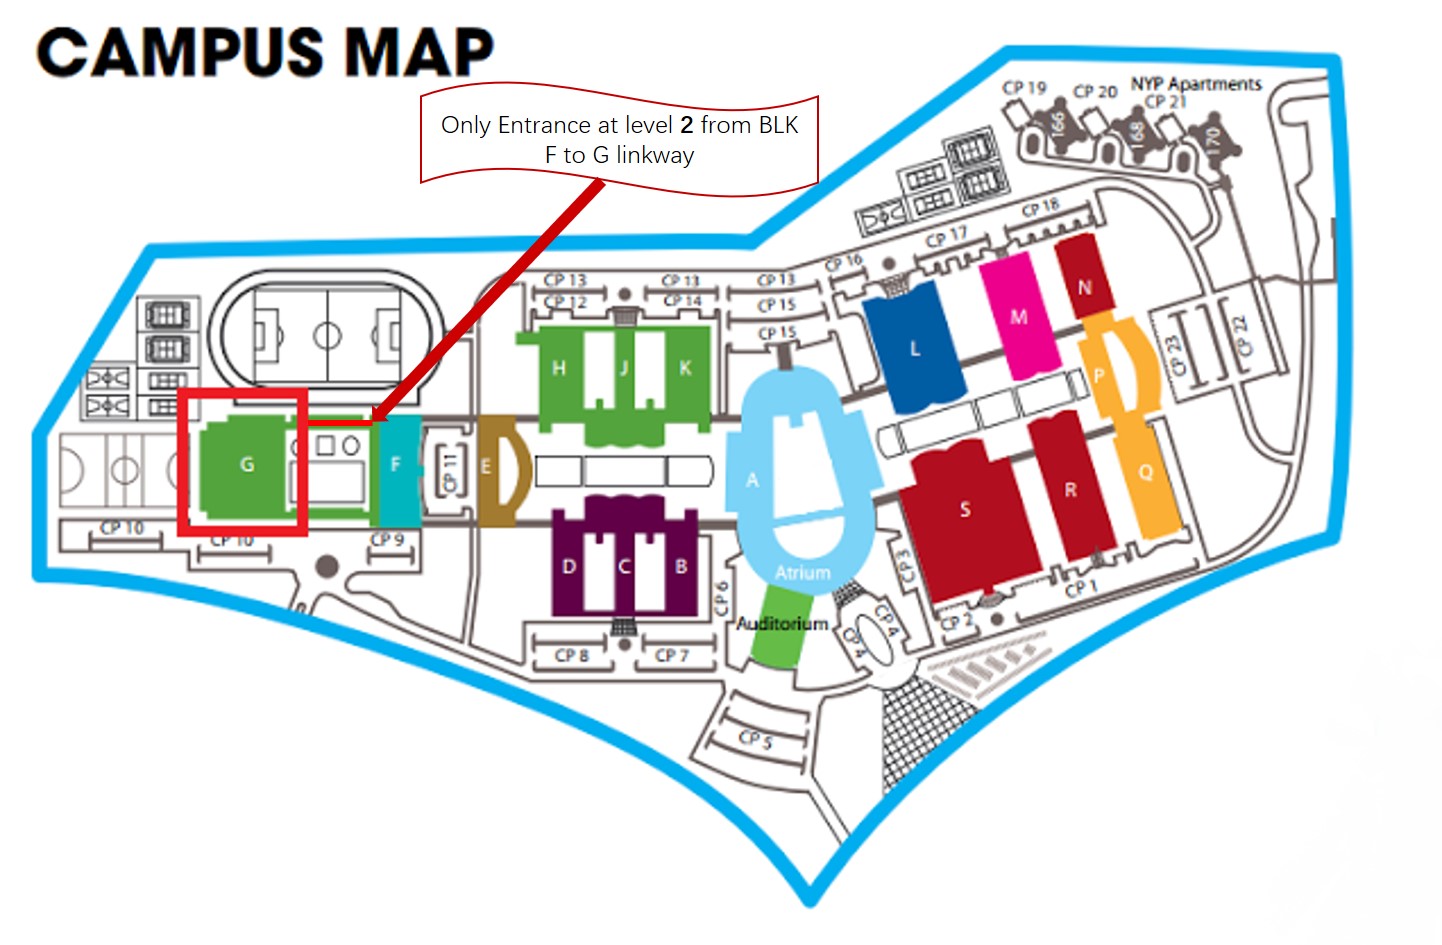 CAMPUS MAP
Only Entrance at level 2 from BLK
F to G linkway
NYP Apartments
CP 19
CP 20
CP 21
166
168
170
CP 18
CP 17
CP 16
CP 13
CP 13
CP 13
CP 12
CP 14
CP 15
CP 15
H
J
K
L
M
N
P
CP 23
CP 22
G
F
CP 11
E
A
Atrium
S
R
Q
CP 10
CP 10
CP 9
D
C
B
CP 6
CP 3
CP 1
CP 2
Auditorium
CP 4
CP 4
CP 8
CP 7
CP 5